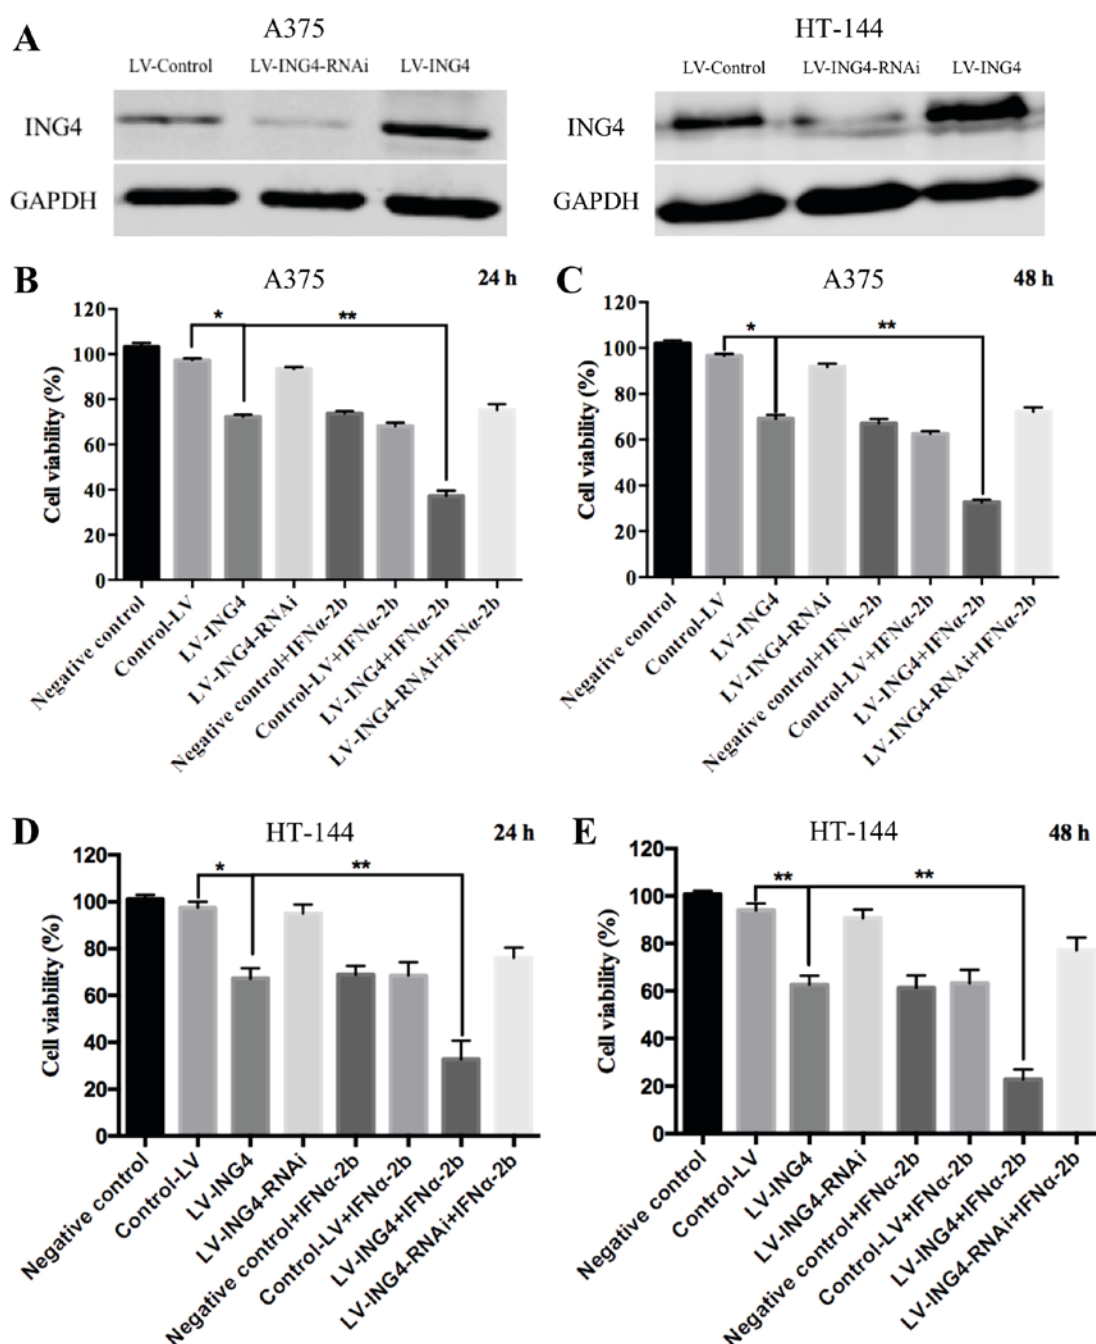 A
A375
HT-144
LV-Control LV-ING4-RNAi LV-ING4
LV-Control LV-ING4-RNAi LV-ING4
ING4
ING4
GAPDH
GAPDH
B
A375
24 h
Cell viability (%)
120
100
80
60
40
20
0
* **
Negative control
Control-LV
LV-ING4
LV-ING4-RNAi
Negative control+IFNα-2b
Control-LV+IFNα-2b
LV-ING4+IFNα-2b
LV-ING4-RNAi+IFNα-2b
C
A375
48 h
Cell viability (%)
120
100
80
60
40
20
0
* **
Negative control
Control-LV
LV-ING4
LV-ING4-RNAi
Negative control+IFNα-2b
Control-LV+IFNα-2b
LV-ING4+IFNα-2b
LV-ING4-RNAi+IFNα-2b
D
HT-144
24 h
Cell viability (%)
120
100
80
60
40
20
0
* **
Negative control
Control-LV
LV-ING4
LV-ING4-RNAi
Negative control+IFNα-2b
Control-LV+IFNα-2b
LV-ING4+IFNα-2b
LV-ING4-RNAi+IFNα-2b
E
HT-144
48 h
Cell viability (%)
120
100
80
60
40
20
0
** **
Negative control
Control-LV
LV-ING4
LV-ING4-RNAi
Negative control+IFNα-2b
Control-LV+IFNα-2b
LV-ING4+IFNα-2b
LV-ING4-RNAi+IFNα-2b